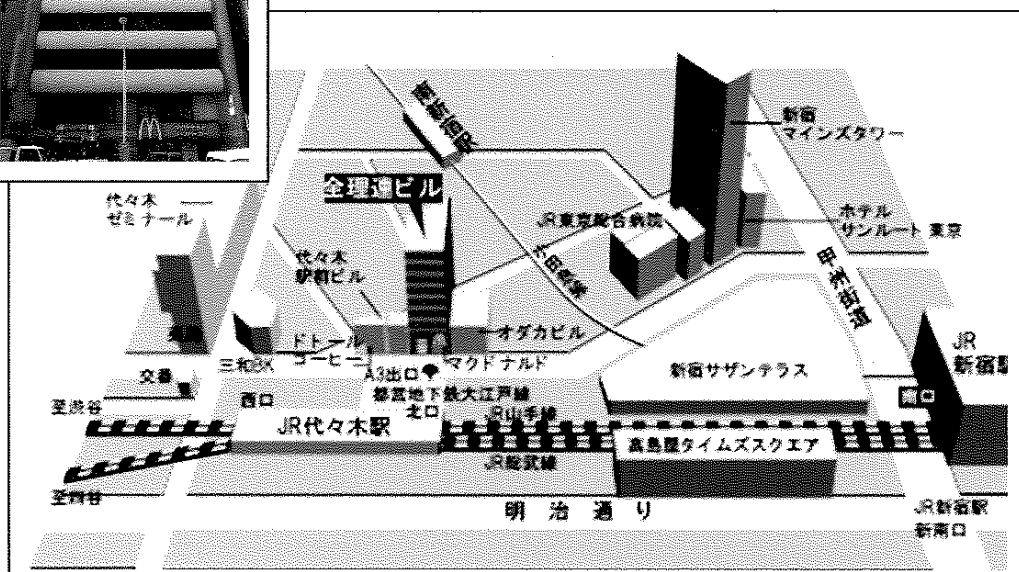 南新宿駅
新宿
マインズタワー
全理連ビル
代々木
ゼミナール
JR東京総合病院
ホテル
サンルート東京
小田急線
甲州街道
代々木
駅前ビル
オダカビル
ドトール
コーヒー
マクドナルド
三和BK
A3出口
新宿サザンテラス
JR
新宿駅
交番
都営地下鉄大江戸線
西口
北口
南口
至渋谷
JR山手線
JR代々木駅
高島屋タイムズスクエア
JR総武線
至四谷
明治通り
JR新宿駅
新南口